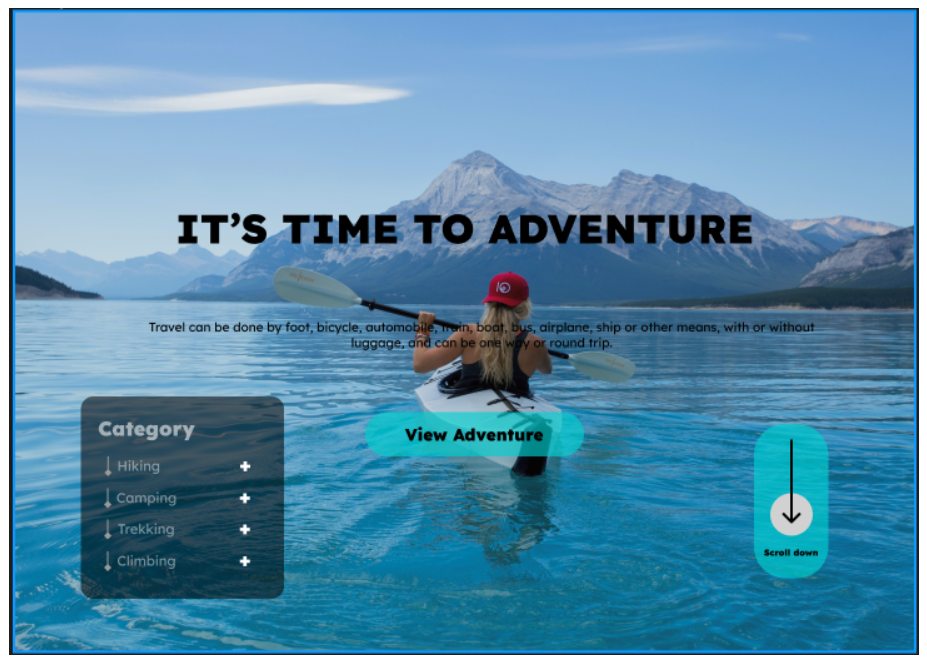 IT'S TIME TO ADVENTURE
Travel can be done by foot, bicycle, automobile, train, boat, bus, airplane, ship or other means, with or without
luggage, and can be one way or round trip.
View Adventure
Category
Hiking
Camping
Trekking
Climbing
Scroll down